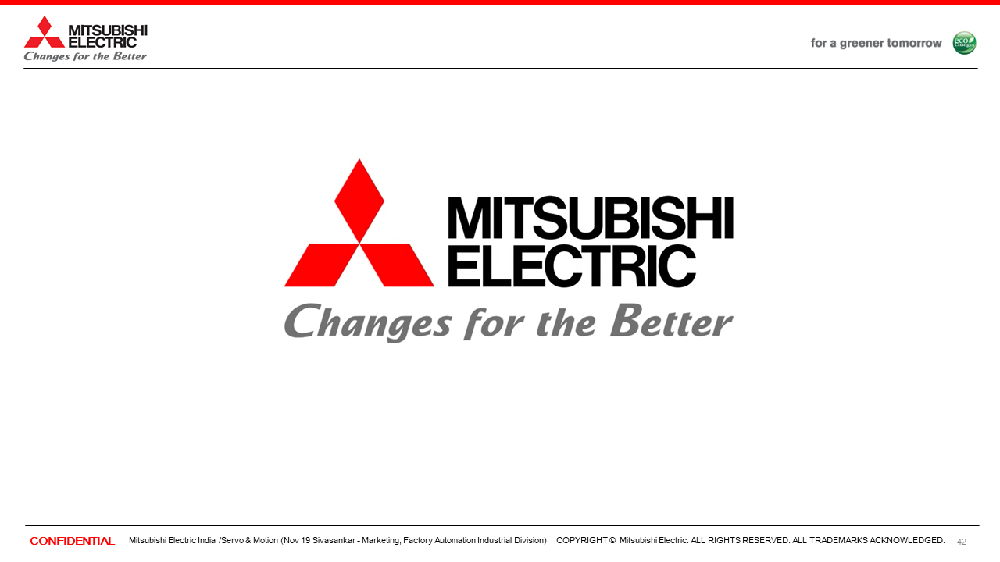 MITSUBISHI
ELECTRIC
Changes for the Better
for a greener tomorrow
eco
Changes
MITSUBISHI
ELECTRIC
Changes for the Better
CONFIDENTIAL Mitsubishi Electric India /Servo & Motion (Nov 19 Sivasankar - Marketing, Factory Automation Industrial Division) COPYRIGHT © Mitsubishi Electric. ALL RIGHTS RESERVED. ALL TRADEMARKS ACKNOWLEDGED. 42